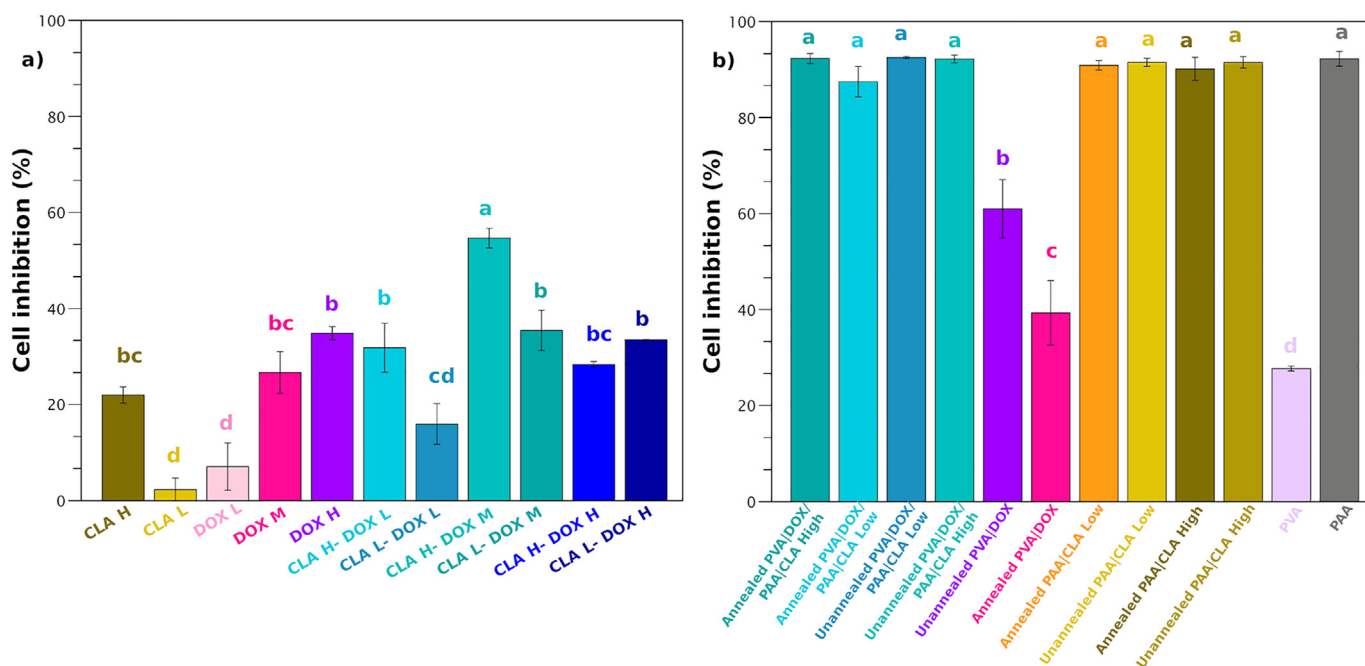 a)
Cell inhibition (%)
100
80
60
40
20
0
bc
d
d
bc
b
b
cd
a
b
bc
b
CLA H
CLA L
DOX L
DOX M
DOX H
CLA H- DOX L
CLA L- DOX L
CLA H- DOX M
CLA L- DOX M
CLA H- DOX H
CLA L- DOX H
b)
Cell inhibition (%)
100
80
60
40
20
0
a
a
a
a
b
c
a
a
a
a
d
a
Annealed PVA|DOX/
PAA|CLA High
Annealed PVA|DOX/
PAA|CLA Low
Unannealed PVA|DOX/
PAA|CLA Low
Unannealed PVA|DOX/
PAA|CLA High
Unannealed PVA|DOX
Annealed PVA|DOX
Annealed PAA|CLA Low
Unannealed PAA|CLA Low
Annealed PAA|CLA High
Unannealed PAA|CLA High
PVA
PAA